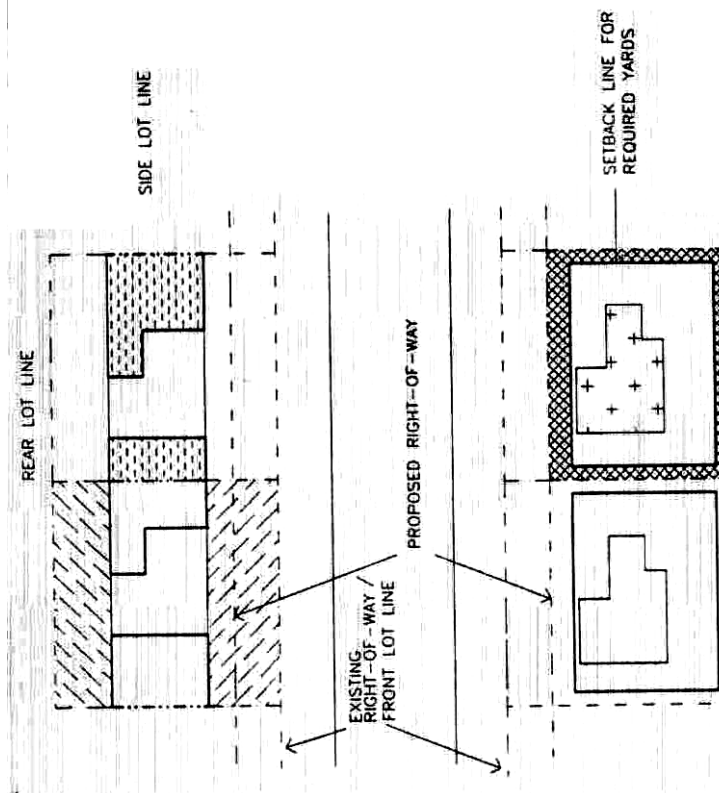 REAR LOT LINE
SIDE LOT LINE
PROPOSED RIGHT-OF-WAY
EXISTING
RIGHT-OF-WAY /
FRONT LOT LINE
SETBACK LINE FOR
REQUIRED YARDS